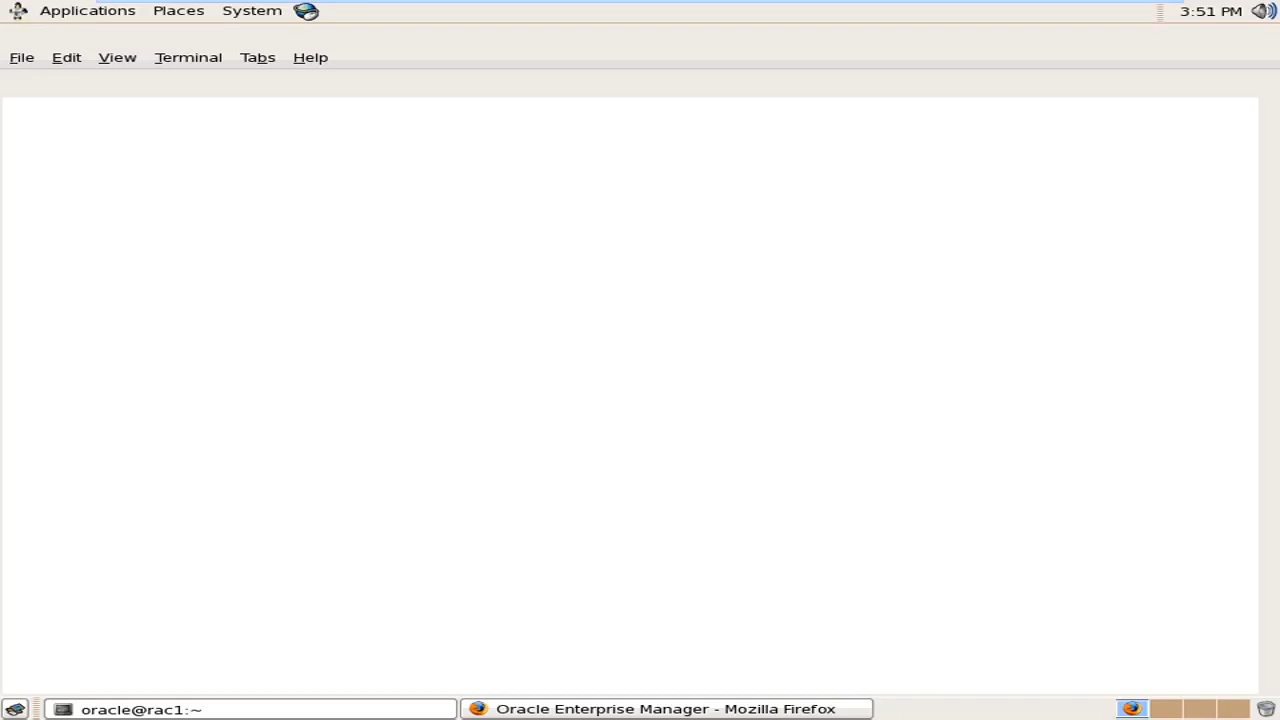 Applications Places System 3:51 PM
File Edit View Terminal Tabs Help
oracle@rac1:~ Oracle Enterprise Manager - Mozilla Firefox